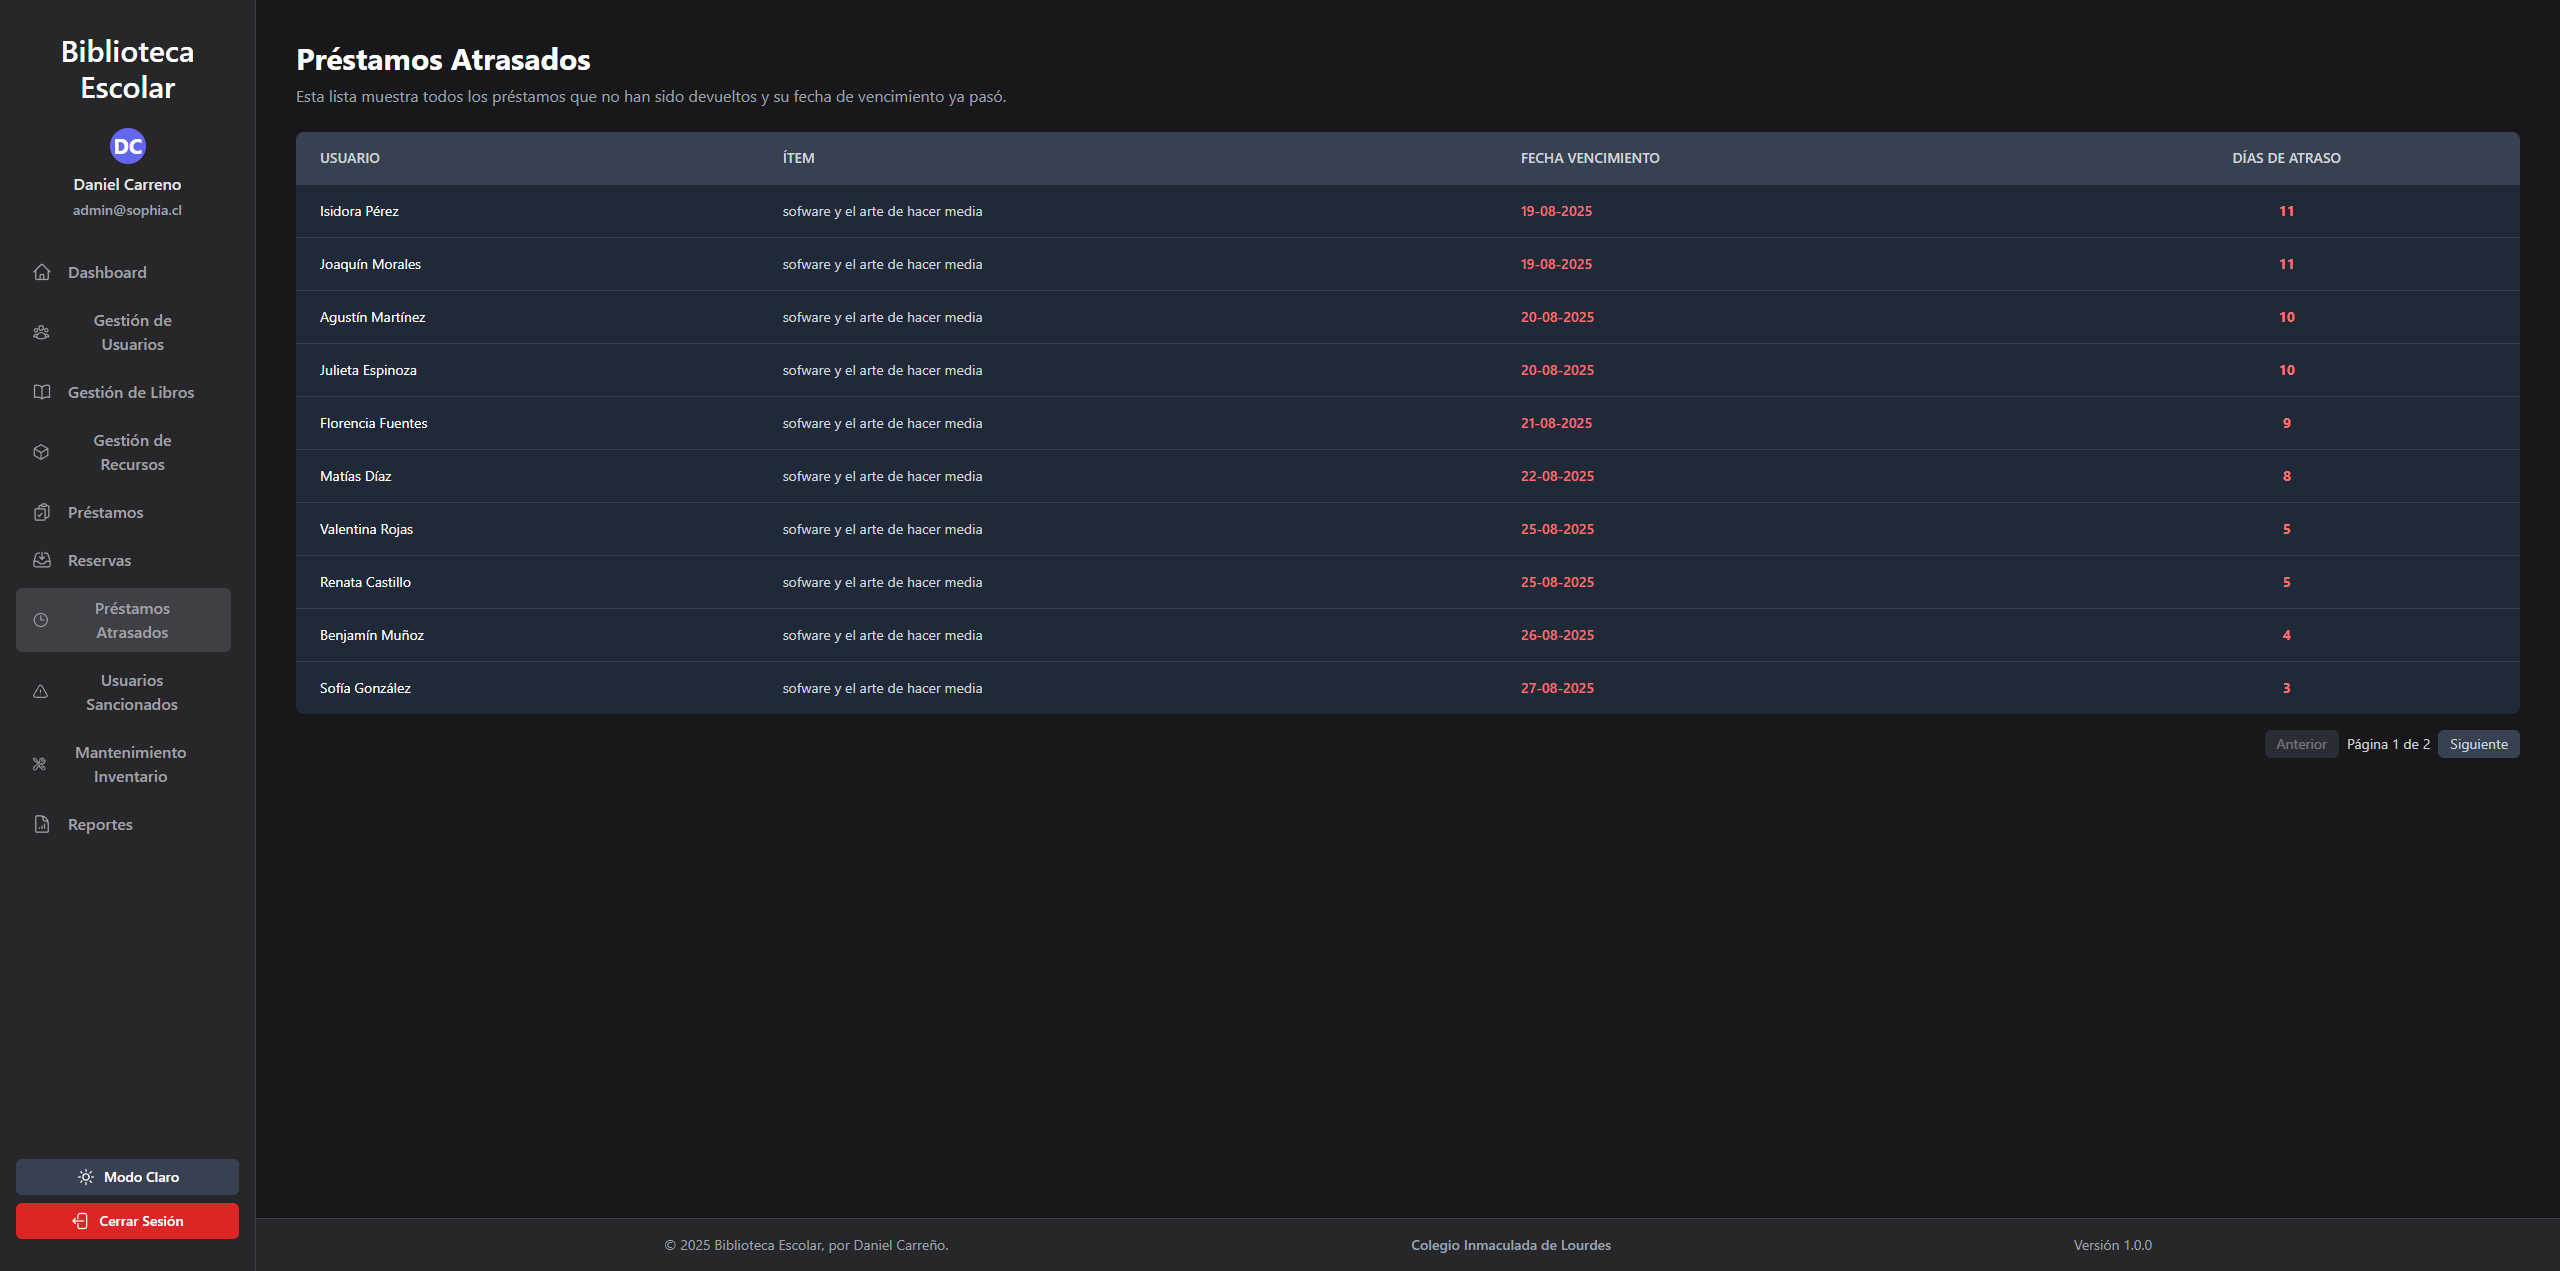 Biblioteca
Escolar
DC
Daniel Carreno
admin@sophia.cl
Dashboard
Gestión de
Usuarios
Gestión de Libros
Gestión de
Recursos
Préstamos
Reservas
Préstamos
Atrasados
Usuarios
Sancionados
Mantenimiento
Inventario
Reportes
Modo Claro
Cerrar Sesión
Préstamos Atrasados
Esta lista muestra todos los préstamos que no han sido devueltos y su fecha de vencimiento ya pasó.
USUARIO ÍTEM FECHA VENCIMIENTO DÍAS DE ATRASO
Isidora Pérez sofware y el arte de hacer media 19-08-2025 11
Joaquín Morales sofware y el arte de hacer media 19-08-2025 11
Agustín Martínez sofware y el arte de hacer media 20-08-2025 10
Julieta Espinoza sofware y el arte de hacer media 20-08-2025 10
Florencia Fuentes sofware y el arte de hacer media 21-08-2025 9
Matías Díaz sofware y el arte de hacer media 22-08-2025 8
Valentina Rojas sofware y el arte de hacer media 25-08-2025 5
Renata Castillo sofware y el arte de hacer media 25-08-2025 5
Benjamín Muñoz sofware y el arte de hacer media 26-08-2025 4
Sofía González sofware y el arte de hacer media 27-08-2025 3
Anterior Página 1 de 2 Siguiente
© 2025 Biblioteca Escolar, por Daniel Carreño. Colegio Inmaculada de Lourdes Versión 1.0.0